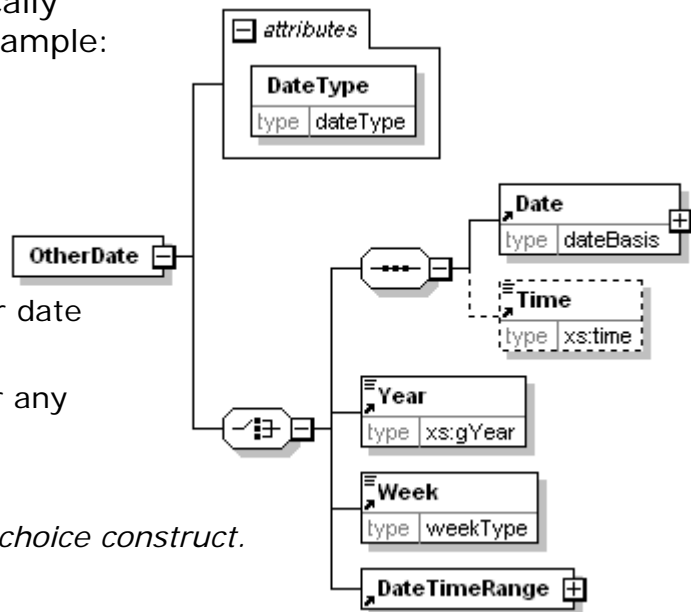 cally
ample:
attributes
DateType
type dateType
Date
type dateBasis
OtherDate
Time
type xs:time
r date
Year
type xs:gYear
r any
Week
type weekType
choice construct.
DateTimeRange